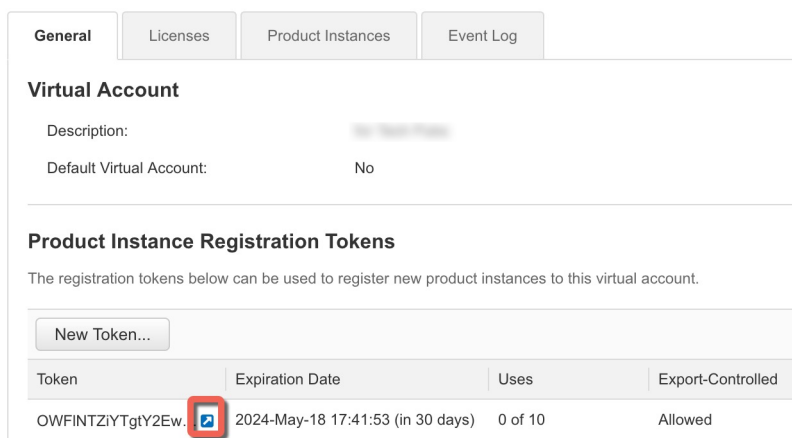 General Licenses Product Instances Event Log
Virtual Account
Description:
Default Virtual Account: No
Product Instance Registration Tokens
The registration tokens below can be used to register new product instances to this virtual account.
New Token...
Token Expiration Date Uses Export-Controlled
OWFINTZiYTgtY2Ew... 2024-May-18 17:41:53 (in 30 days) 0 of 10 Allowed